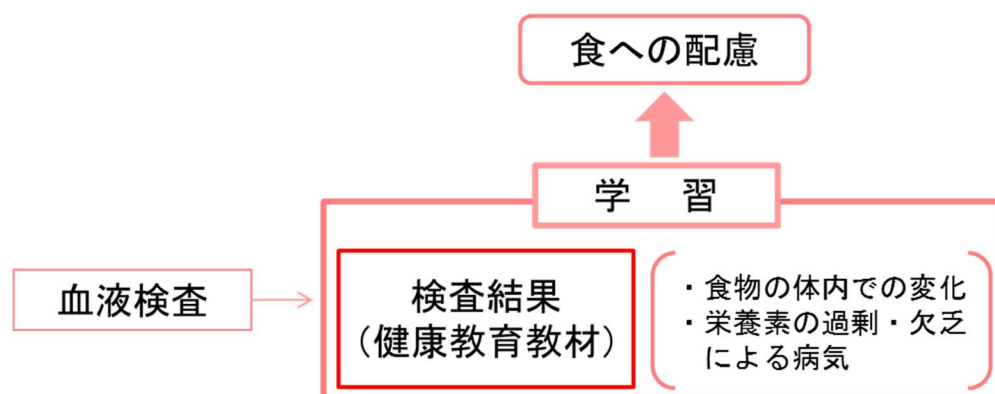 食への配慮
学 習
血液検査
検査結果
（健康教育教材）
・食物の体内での変化
・栄養素の過剰・欠乏
による病気